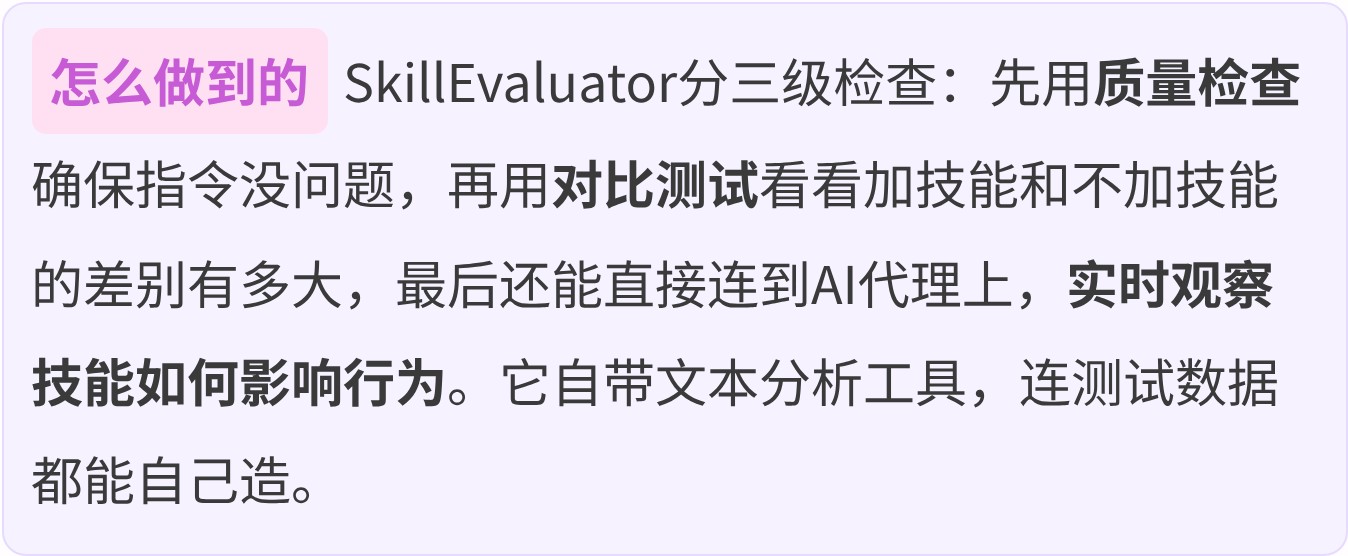 怎么做到的 SkillEvaluator分三级检查：先用质量检查
确保指令没问题，再用对比测试看看加技能和不加技能
的差别有多大，最后还能直接连到AI代理上，实时观察
技能如何影响行为。它自带文本分析工具，连测试数据
都能自己造。